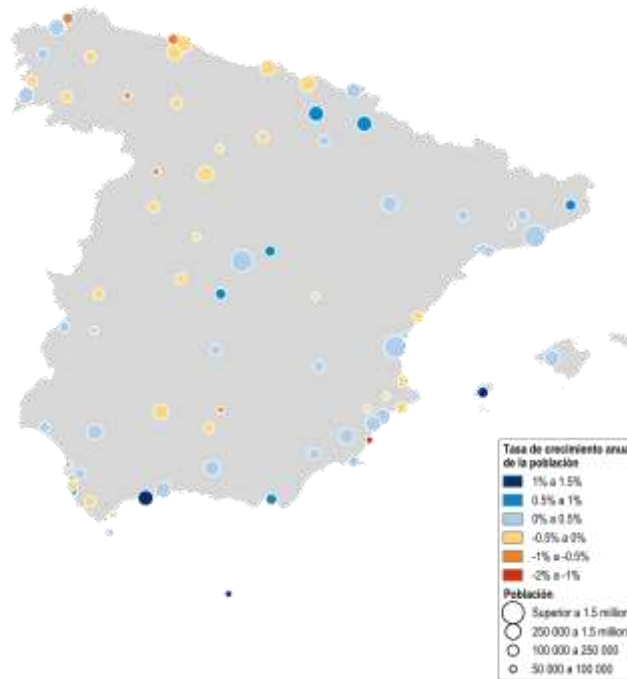 Tasa de crecimiento anua
de la población
1% a 1.5%
0.5% a 1%
0% a 0.5%
-0.5% a 0%
-1% a -0.5%
-2% a -1%
Población
Superior a 1.5 million
250 000 a 1.5 million
100 000 a 250 000
50 000 a 100 000